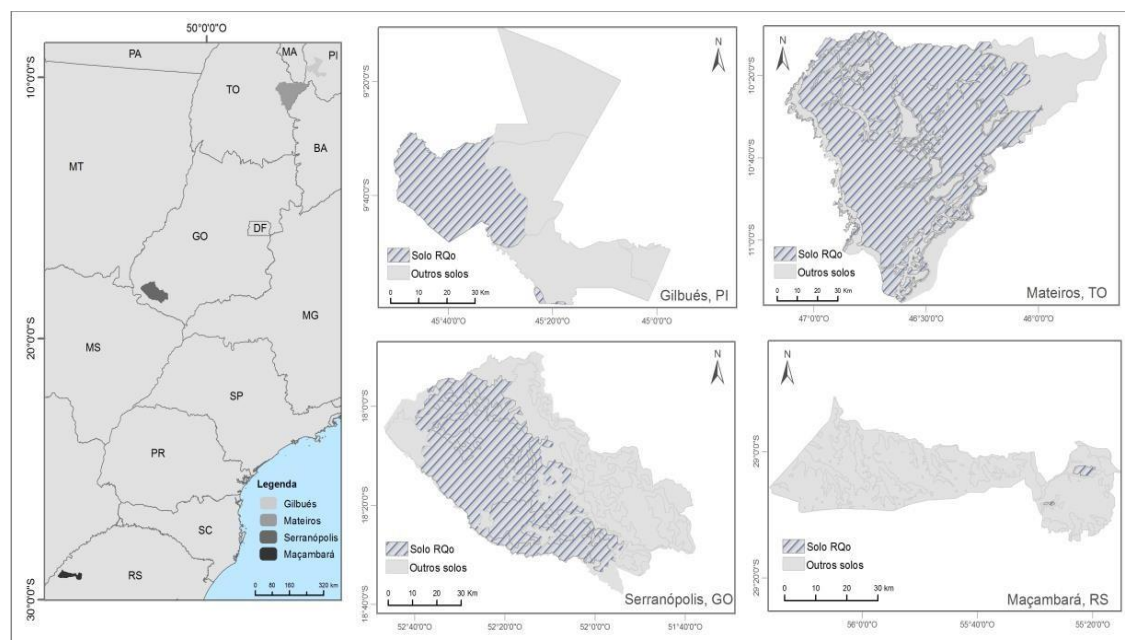 50°0'0"O
PA
MA
PI
10°0'0"S
TO
MT
BA
GO
DF
MG
20°0'0"S
MS
SP
PR
Legenda
Gilbués
Mateiros
Serranópolis
Maçambará
SC
RS
0 80 160 320 km
30°0'0"S
N
9°20'0"S
9°40'0"S
Solo RQo
Outros solos
0 10 20 30 Km
Gilbués, PI
45°40'0"O 45°20'0"O 45°0'0"O
N
10°20'0"S
10°40'0"S
11°0'0"S
Solo RQo
Outros solos
0 10 20 30 Km
Mateiros, TO
47°0'0"O 46°30'0"O 46°0'0"O
N
18°0'0"S
18°20'0"S
Solo RQo
Outros solos
0 10 20 30 km
Serranópolis, GO
52°40'0"O 52°20'0"O 52°0'0"O 51°40'0"O
N
29°0'0"S
29°20'0"S
Solo RQo
Outros solos
0 10 20 30 km
Maçambará, RS
56°0'0"O 55°40'0"O 55°20'0"O